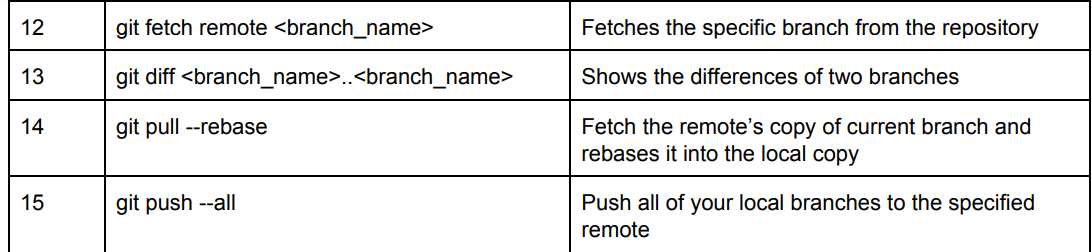 12 git fetch remote <branch_name> Fetches the specific branch from the repository
13 git diff <branch_name>..<branch_name> Shows the differences of two branches
14 git pull --rebase Fetch the remote’s copy of current branch and
rebases it into the local copy
15 git push --all Push all of your local branches to the specified
remote